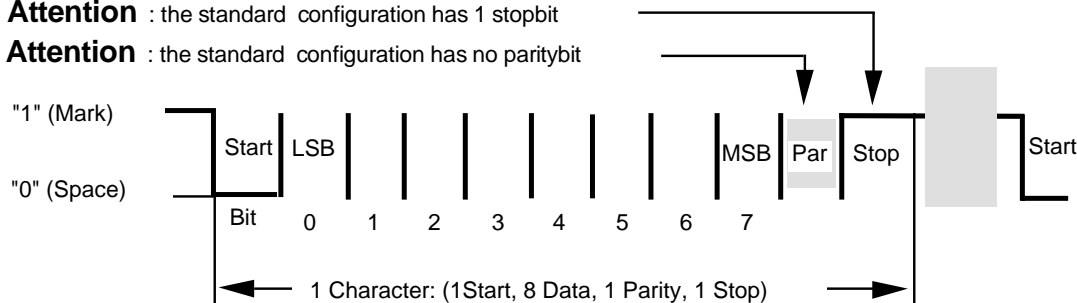 Attention : the standard configuration has 1 stopbit
Attention : the standard configuration has no paritybit
"1" (Mark)
Start LSB MSB Par Stop Start
"0" (Space)
Bit 0 1 2 3 4 5 6 7
1 Character: (1Start, 8 Data, 1 Parity, 1 Stop)